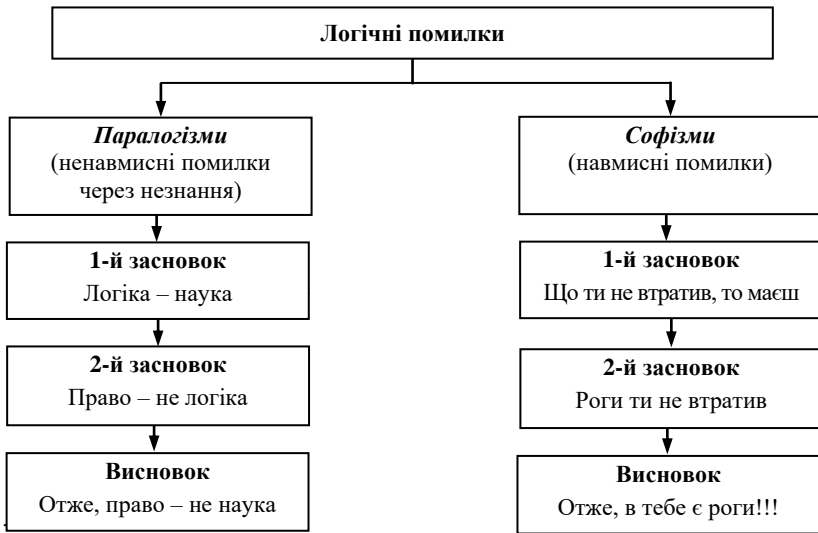 Логічні помилки
Паралогізми
(ненавмисні помилки
через незнання)
1-й засновок
Логіка – наука
2-й засновок
Право – не логіка
Висновок
Отже, право – не наука
Софізми
(навмисні помилки)
1-й засновок
Що ти не втратив, то маєш
2-й засновок
Роги ти не втратив
Висновок
Отже, в тебе є роги!!!